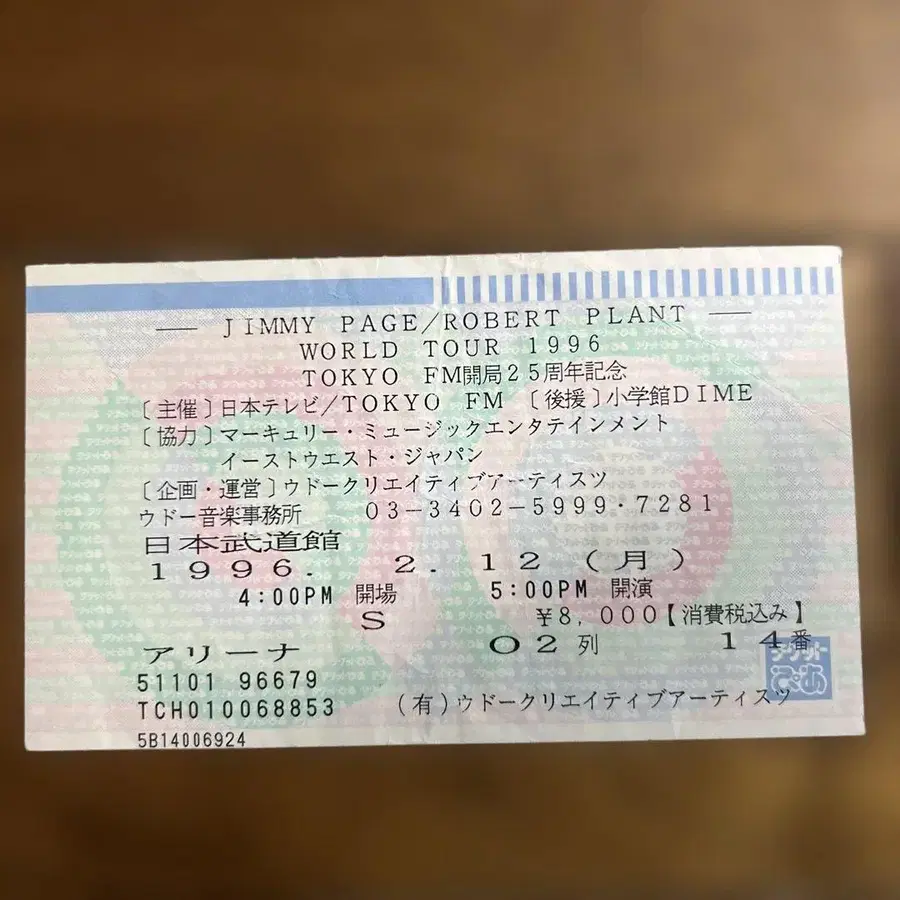 JIMMY PAGE/ROBERT PLANT
WORLD TOUR 1996
TOKYO FM開局25周年記念
〔主催〕日本テレビ/TOKYO FM 〔後援〕小学館DIME
〔協力〕マーキュリー・ミュージックエンタテインメント
イーストウエスト・ジャパン
〔企画・運営〕ウドークリエイティブアーティスツ
ウドー音楽事務所 03-3402-5999・7281
日本武道館
1996. 2. 12 (月)
4:00PM 開場 5:00PM 開演
S ¥8,000【消費税込み】
アリーナ 02列 14番
51101 96679
TCH010068853 (有)ウドークリエイティブアーティスツ
5B14006924
チケットぴあ